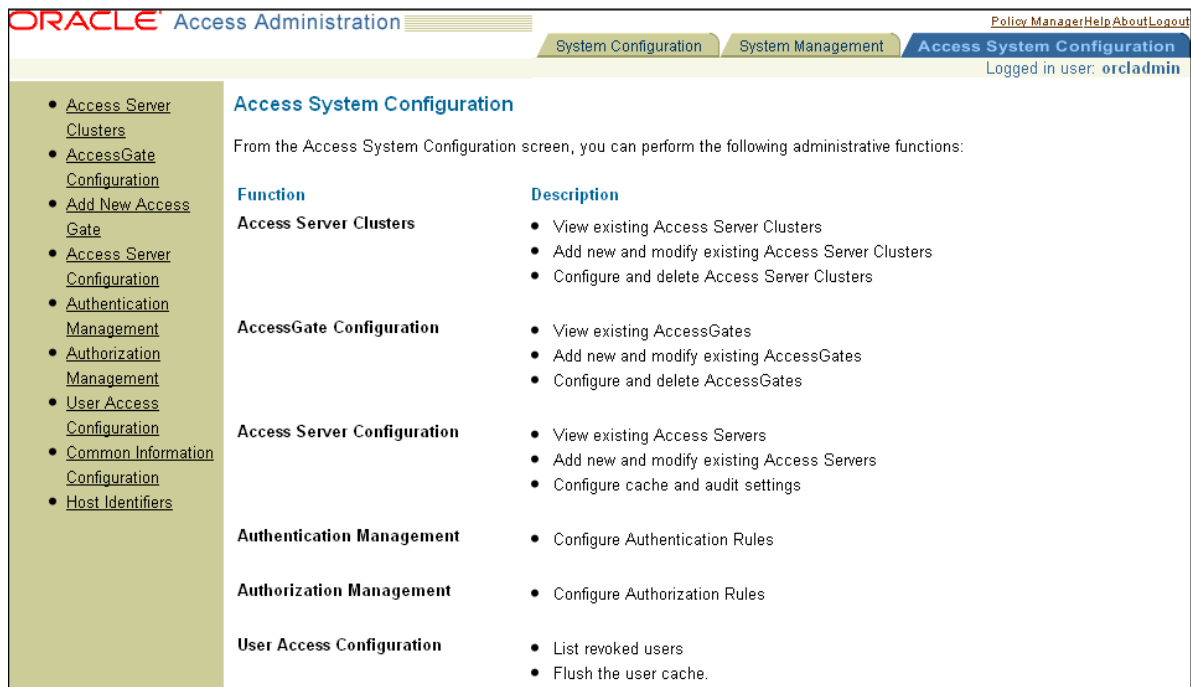 ORACLE Access Administration
Policy Manager Help About Logout
System Configuration
System Management
Access System Configuration
Logged in user: orcladmin
Access Server
Clusters
AccessGate
Configuration
Add New Access
Gate
Access Server
Configuration
Authentication
Management
Authorization
Management
User Access
Configuration
Common Information
Configuration
Host Identifiers
Access System Configuration
From the Access System Configuration screen, you can perform the following administrative functions:
Function Description
Access Server Clusters
• View existing Access Server Clusters
• Add new and modify existing Access Server Clusters
• Configure and delete Access Server Clusters
AccessGate Configuration
• View existing AccessGates
• Add new and modify existing AccessGates
• Configure and delete AccessGates
Access Server Configuration
• View existing Access Servers
• Add new and modify existing Access Servers
• Configure cache and audit settings
Authentication Management
• Configure Authentication Rules
Authorization Management
• Configure Authorization Rules
User Access Configuration
• List revoked users
• Flush the user cache.